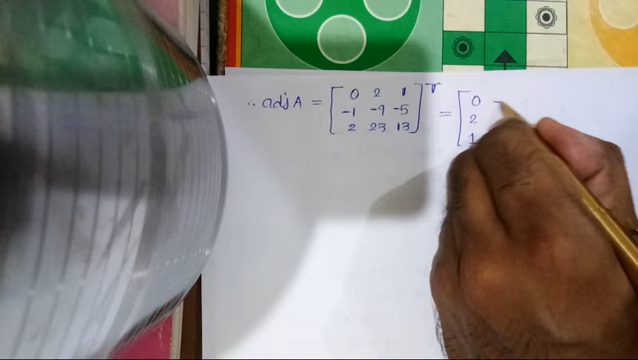 ∴ adj A = [ 0 2 1 ]ᵀ = [ 0 -
[ -1 -9 -5 ] [ 2
[ 2 23 13 ] [ 1